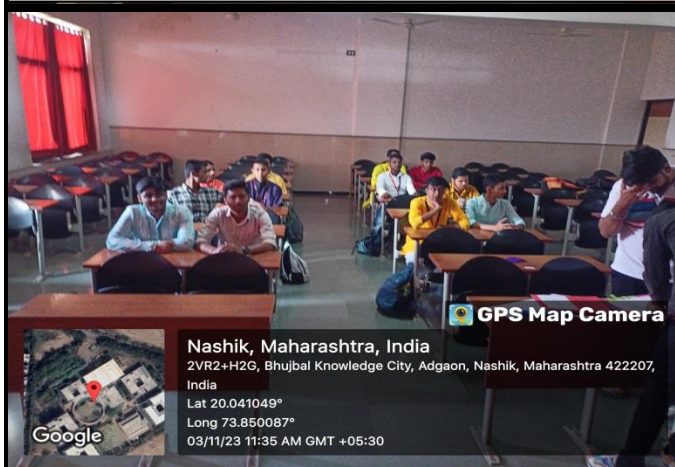 GPS Map Camera
Nashik, Maharashtra, India
2VR2+H2G, Bhujbal Knowledge City, Adgaon, Nashik, Maharashtra 422207,
India
Lat 20.041049°
Long 73.850087°
03/11/23 11:35 AM GMT +05:30
Google